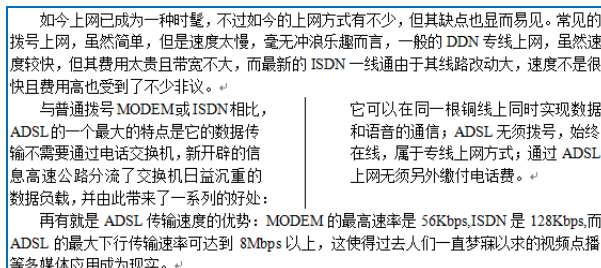 如今上网已成为一种时髦，不过如今的上网方式有不少，但其缺点也显而易见。常见的
拨号上网，虽然简单，但是速度太慢，毫无冲浪乐趣而言，一般的 DDN 专线上网，虽然速
度较快，但其费用太贵且带宽不大，而最新的 ISDN 一线通由于其线路改动大，速度不是很
快且费用高也受到了不少非议。
与普通拨号 MODEM 或 ISDN 相比，
ADSL 的一个最大的特点是它的数据传
输不需要通过电话交换机，新开辟的信
息高速公路分流了交换机日益沉重的
数据负载，并由此带来了一系列的好处：
它可以在同一根铜线上同时实现数据
和语音的通信；ADSL 无须拨号，始终
在线，属于专线上网方式；通过 ADSL
上网无须另外缴付电话费。
再有就是 ADSL 传输速度的优势：MODEM 的最高速率是 56Kbps,ISDN 是 128Kbps,而
ADSL 的最大下行传输速率可达到 8Mbps 以上，这使得过去人们一直梦寐以求的视频点播
等多媒体应用成为现实。